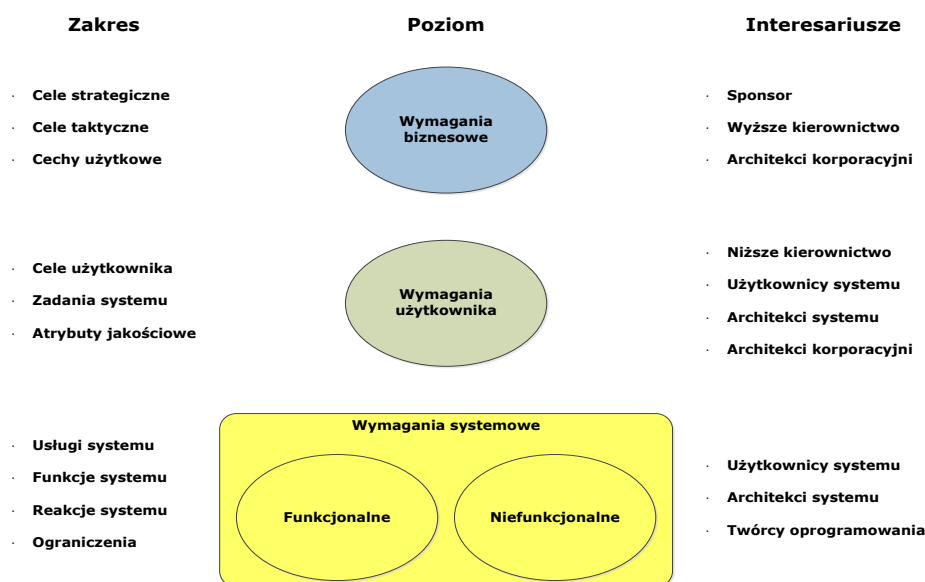 Zakres
Poziom
Interesariusze
· Cele strategiczne
· Cele taktyczne
· Cechy użytkowe
Wymagania
biznesowe
· Sponsor
· Wyższe kierownictwo
· Architekci korporacyjni
· Cele użytkownika
· Zadania systemu
· Atrybuty jakościowe
Wymagania
użytkownika
· Niższe kierownictwo
· Użytkownicy systemu
· Architekci systemu
· Architekci korporacyjni
· Usługi systemu
· Funkcje systemu
· Reakcje systemu
· Ograniczenia
Wymagania systemowe
Funkcjonalne
Niefunkcjonalne
· Użytkownicy systemu
· Architekci systemu
· Twórcy oprogramowania